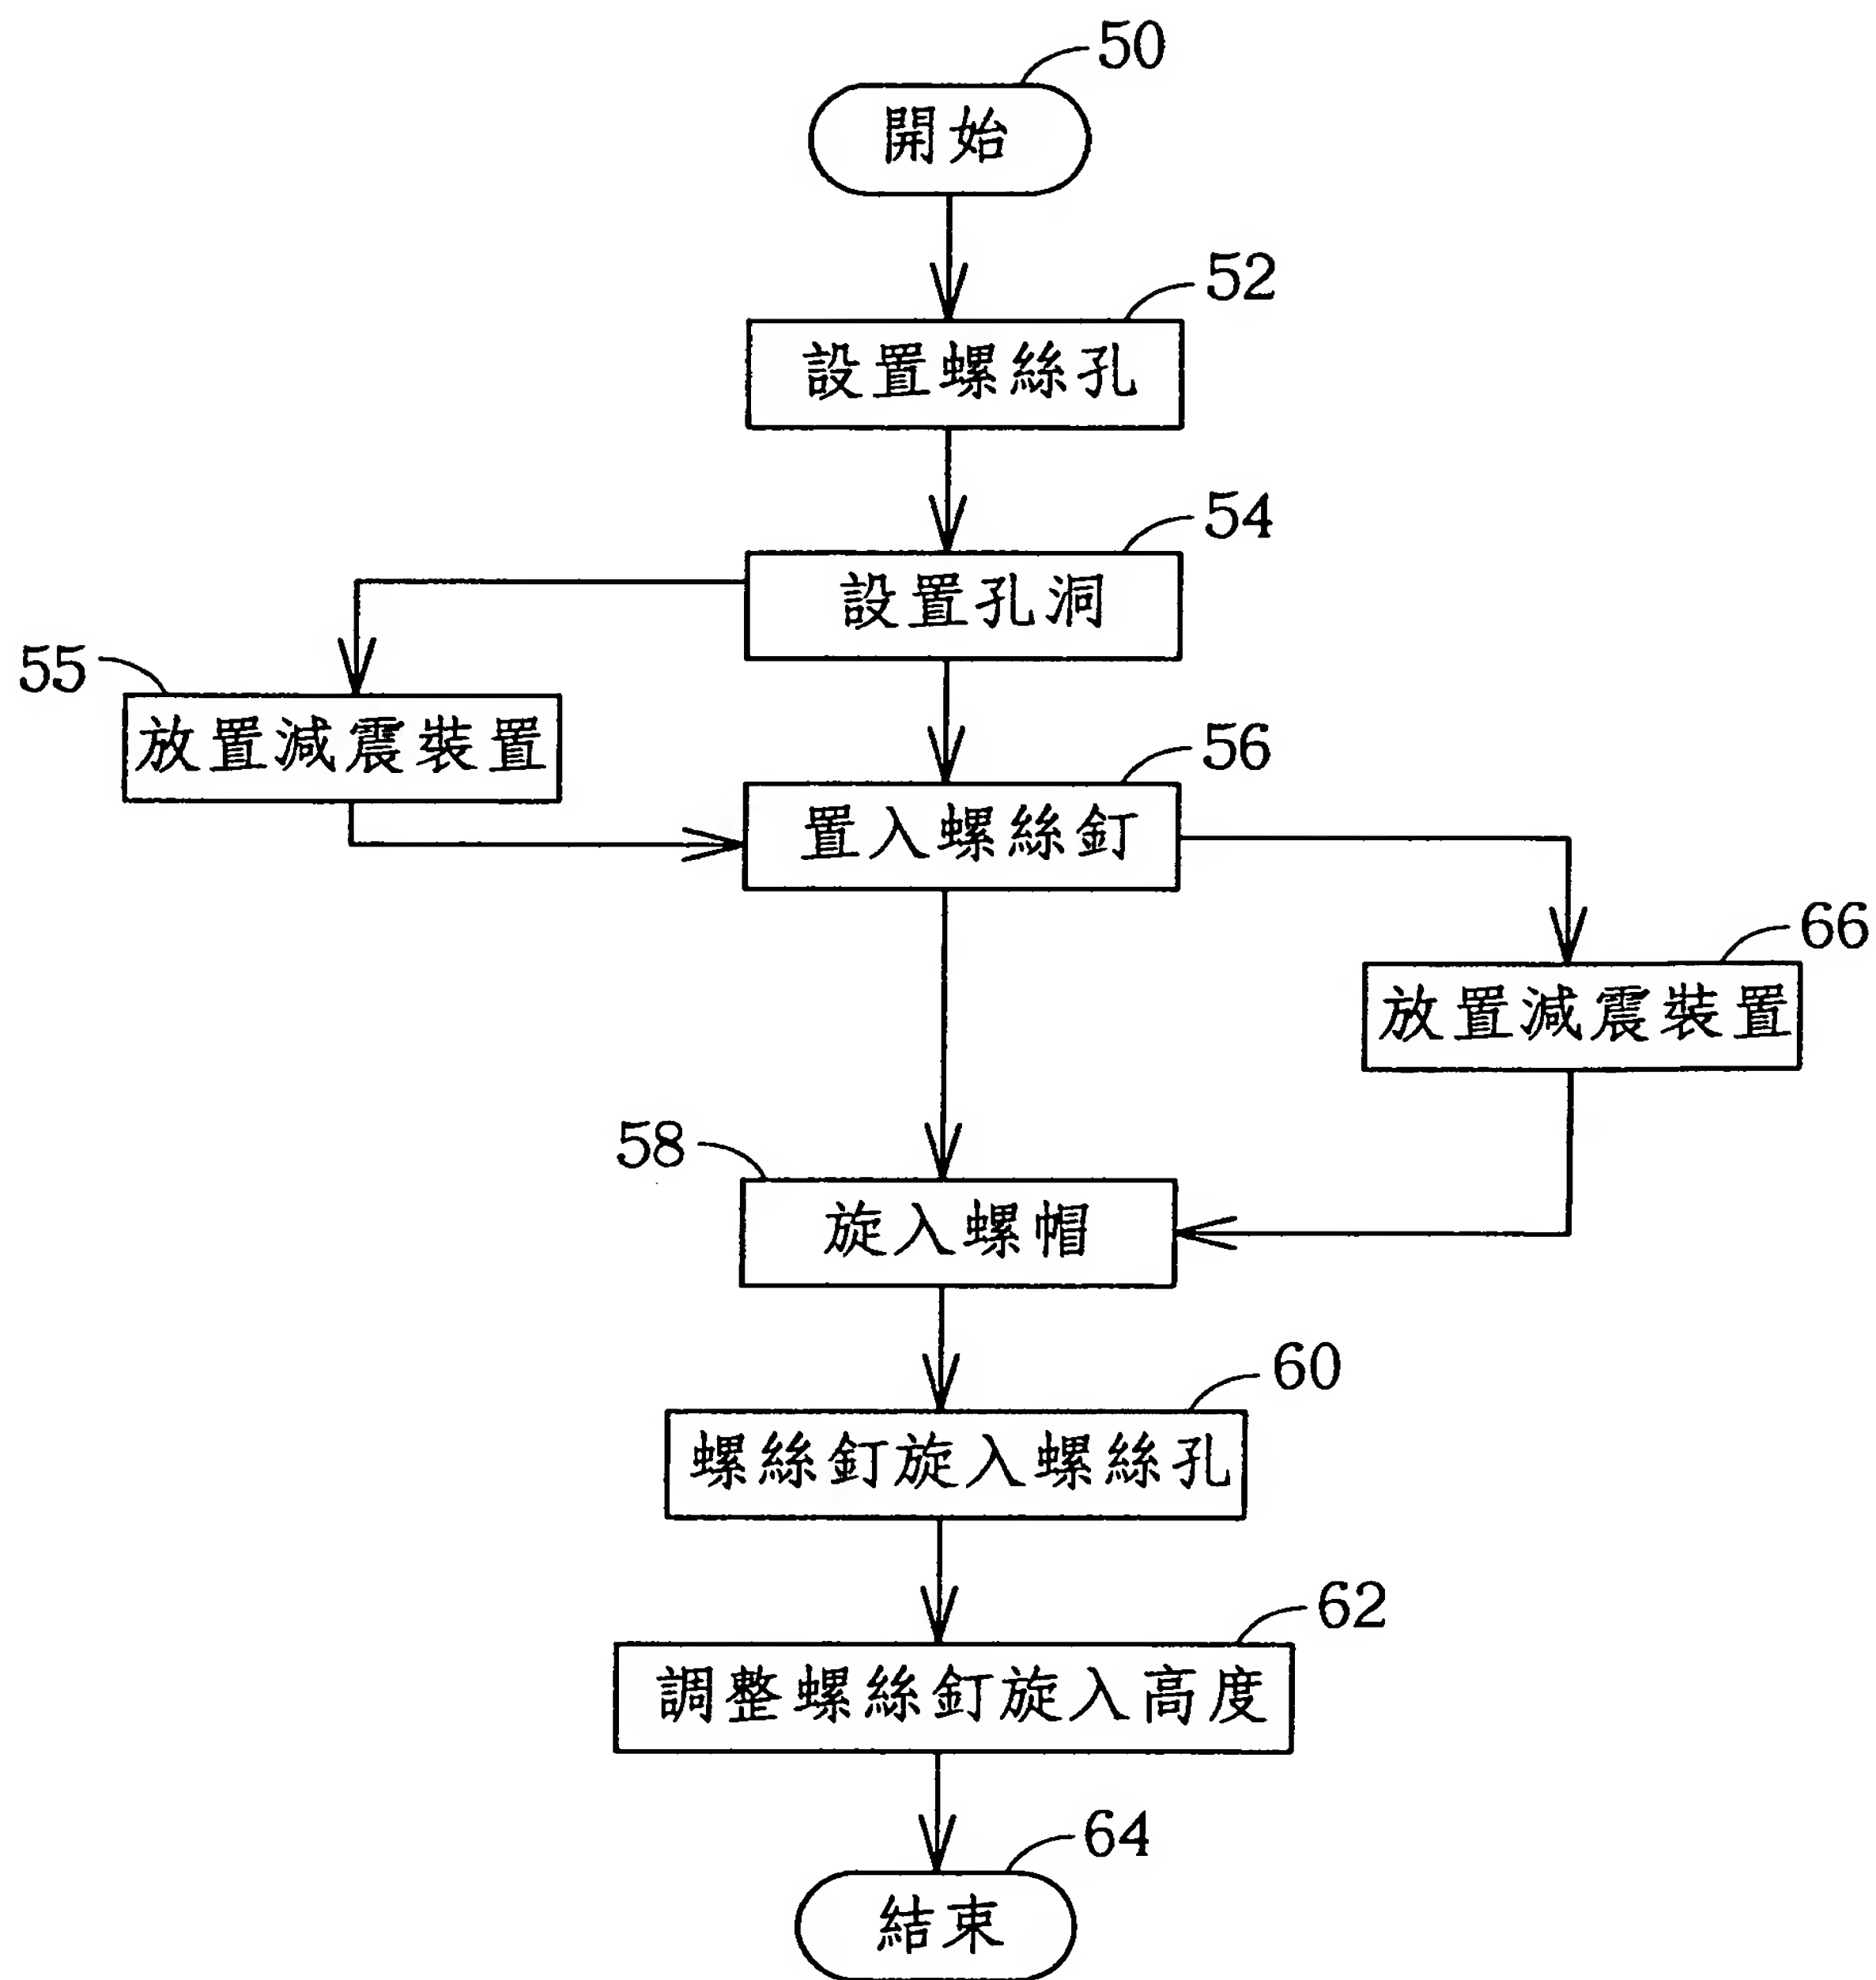 50
開始
52
設置螺絲孔
54
設置孔洞
55
放置減震裝置
56
置入螺絲釘
66
放置減震裝置
58
旋入螺帽
60
螺絲釘旋入螺絲孔
62
調整螺絲釘旋入高度
64
結束